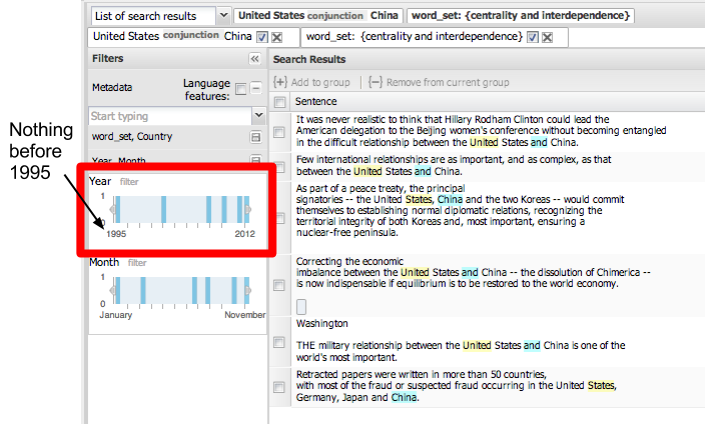 List of search results
United States conjunction China
word_set: {centrality and interdependence}
United States conjunction China
word_set: {centrality and interdependence}
Filters
Metadata
Language
features:
Start typing
word_set, Country
Year, Month
Nothing
before
1995
Year filter
1
0
1995 2012
Month filter
1
0
January November
Search Results
{+} Add to group | {−} Remove from current group
Sentence
It was never realistic to think that Hillary Rodham Clinton could lead the
American delegation to the Beijing women's conference without becoming entangled
in the difficult relationship between the United States and China.
Few international relationships are as important, and as complex, as that
between the United States and China.
As part of a peace treaty, the principal
signatories -- the United States, China and the two Koreas -- would commit
themselves to establishing normal diplomatic relations, recognizing the
territorial integrity of both Koreas and, most important, ensuring a
nuclear-free peninsula.
Correcting the economic
imbalance between the United States and China -- the dissolution of Chimerica --
is now indispensable if equilibrium is to be restored to the world economy.
Washington
THE military relationship between the United States and China is one of the
world's most important.
Retracted papers were written in more than 50 countries,
with most of the fraud or suspected fraud occurring in the United States,
Germany, Japan and China.